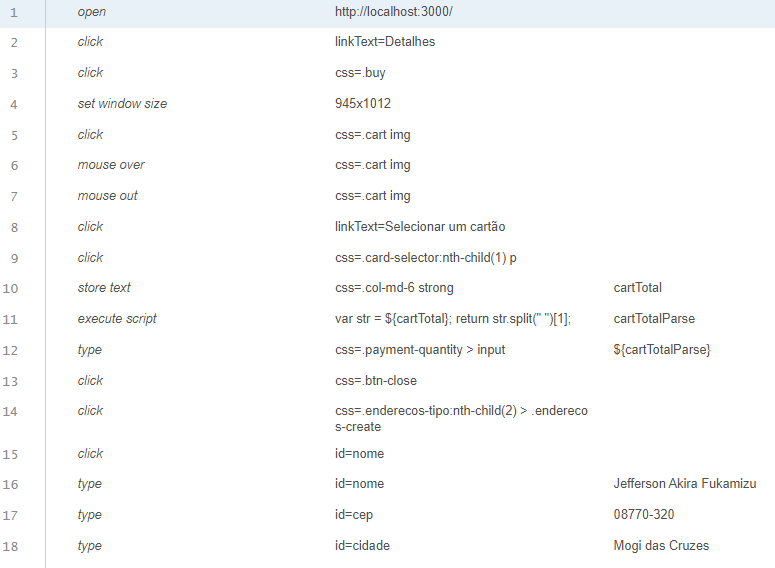 1 open http://localhost:3000/
2 click linkText=Detalhes
3 click css=.buy
4 set window size 945x1012
5 click css=.cart img
6 mouse over css=.cart img
7 mouse out css=.cart img
8 click linkText=Selecionar um cartão
9 click css=.card-selector:nth-child(1) p
10 store text css=.col-md-6 strong cartTotal
11 execute script var str = ${cartTotal}; return str.split(" ")[1]; cartTotalParse
12 type css=.payment-quantity > input ${cartTotalParse}
13 click css=.btn-close
14 click css=.enderecos-tipo:nth-child(2) > .endereco
s-create
15 click id=nome
16 type id=nome Jefferson Akira Fukamizu
17 type id=cep 08770-320
18 type id=cidade Mogi das Cruzes